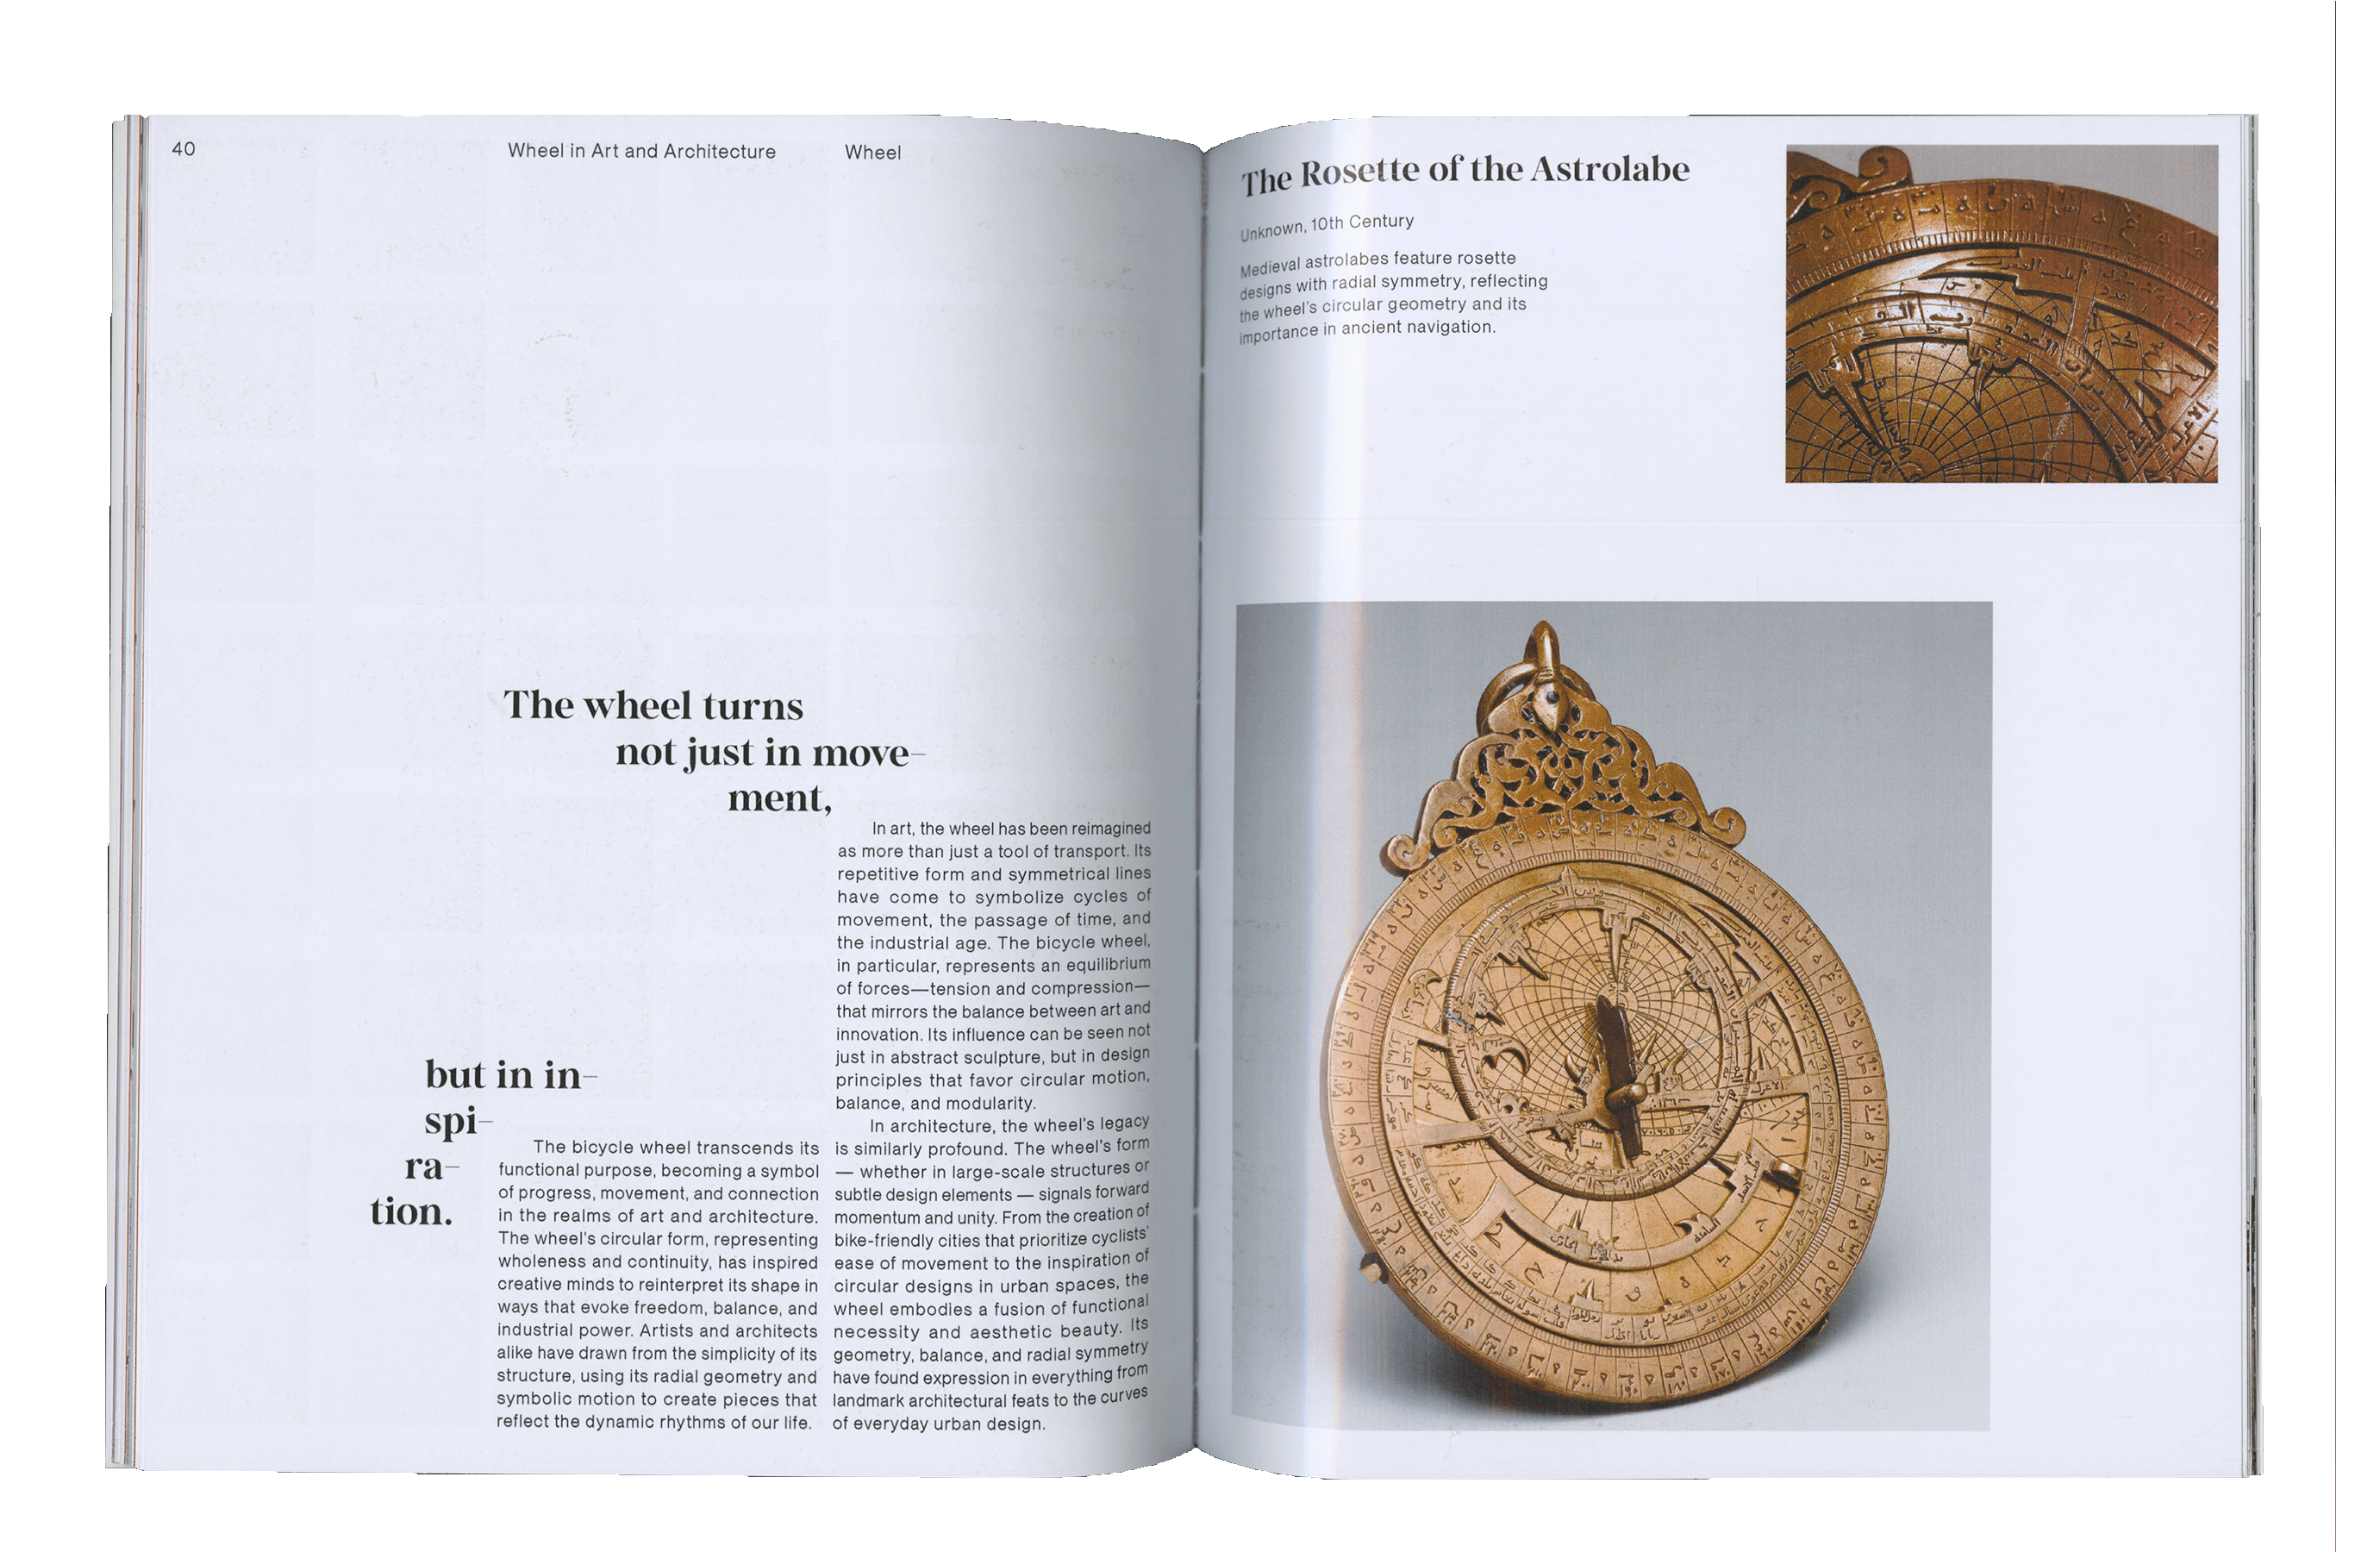 40
Wheel in Art and Architecture
Wheel
The wheel turns
not just in move–
ment,
but in in–
spi–
ra–
tion.
The bicycle wheel transcends its
functional purpose, becoming a symbol
of progress, movement, and connection
in the realms of art and architecture.
The wheel's circular form, representing
wholeness and continuity, has inspired
creative minds to reinterpret its shape in
ways that evoke freedom, balance, and
industrial power. Artists and architects
alike have drawn from the simplicity of its
structure, using its radial geometry and
symbolic motion to create pieces that
reflect the dynamic rhythms of our life.
In art, the wheel has been reimagined
as more than just a tool of transport. Its
repetitive form and symmetrical lines
have come to symbolize cycles of
movement, the passage of time, and
the industrial age. The bicycle wheel,
in particular, represents an equilibrium
of forces—tension and compression—
that mirrors the balance between art and
innovation. Its influence can be seen not
just in abstract sculpture, but in design
principles that favor circular motion,
balance, and modularity.
In architecture, the wheel's legacy
is similarly profound. The wheel's form
— whether in large-scale structures or
subtle design elements — signals forward
momentum and unity. From the creation of
bike-friendly cities that prioritize cyclists'
ease of movement to the inspiration of
circular designs in urban spaces, the
wheel embodies a fusion of functional
necessity and aesthetic beauty. Its
geometry, balance, and radial symmetry
have found expression in everything from
landmark architectural feats to the curves
of everyday urban design.
The Rosette of the Astrolabe
Unknown, 10th Century
Medieval astrolabes feature rosette
designs with radial symmetry, reflecting
the wheel's circular geometry and its
importance in ancient navigation.